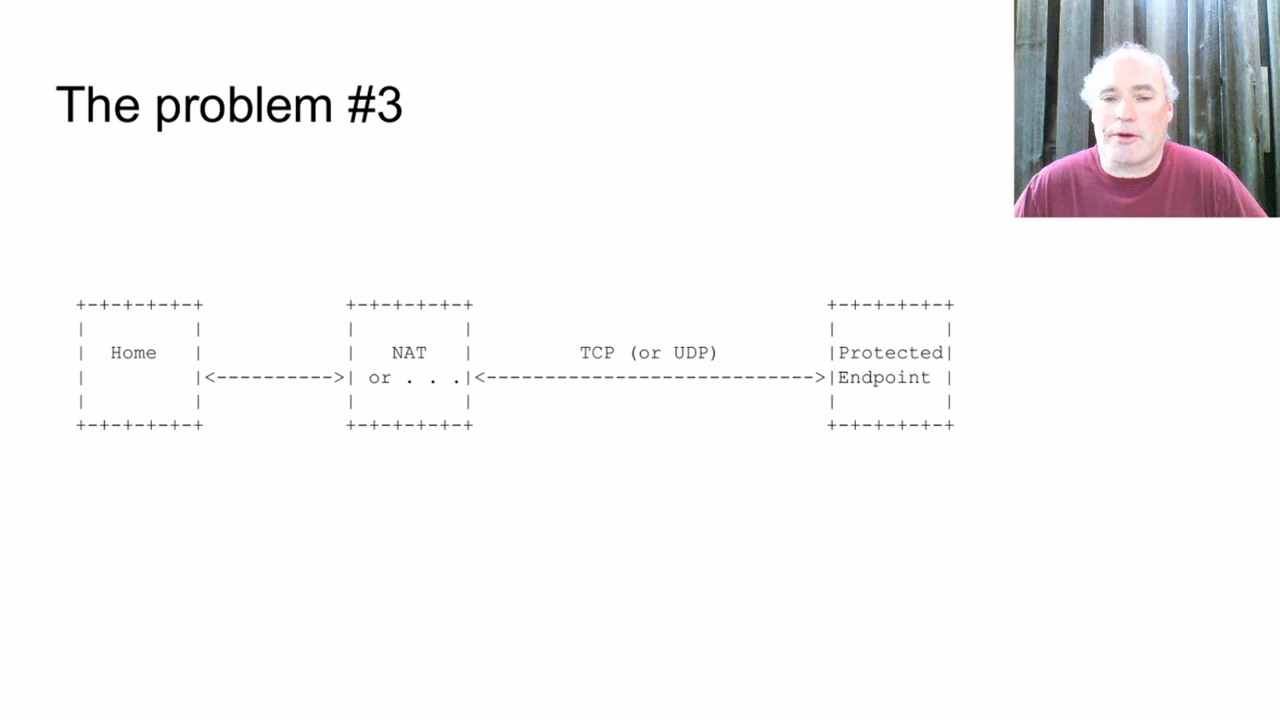 The problem #3
+-+-+-+-+-+            +-+-+-+-+-+                              +-+-+-+-+-+
|         |            |         |                              |         |
|  Home   |            |   NAT   |         TCP (or UDP)         |Protected|
|         |<---------->| or . . .|<---------------------------->|Endpoint |
|         |            |         |                              |         |
+-+-+-+-+-+            +-+-+-+-+-+                              +-+-+-+-+-+